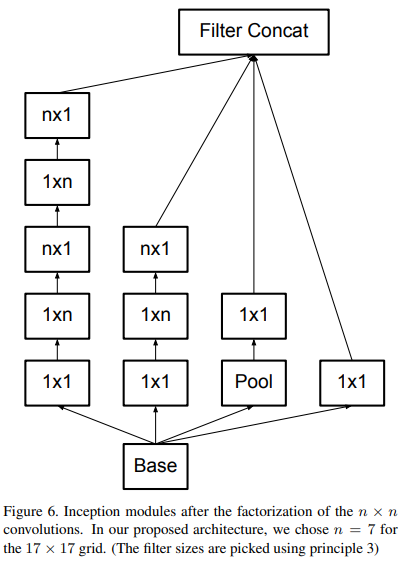 Filter Concat
nx1
1xn
nx1
nx1
1xn
1xn
1x1
1x1
1x1
Pool
1x1
Base
Figure 6. Inception modules after the factorization of the n × n
convolutions. In our proposed architecture, we chose n = 7 for
the 17 × 17 grid. (The filter sizes are picked using principle 3)